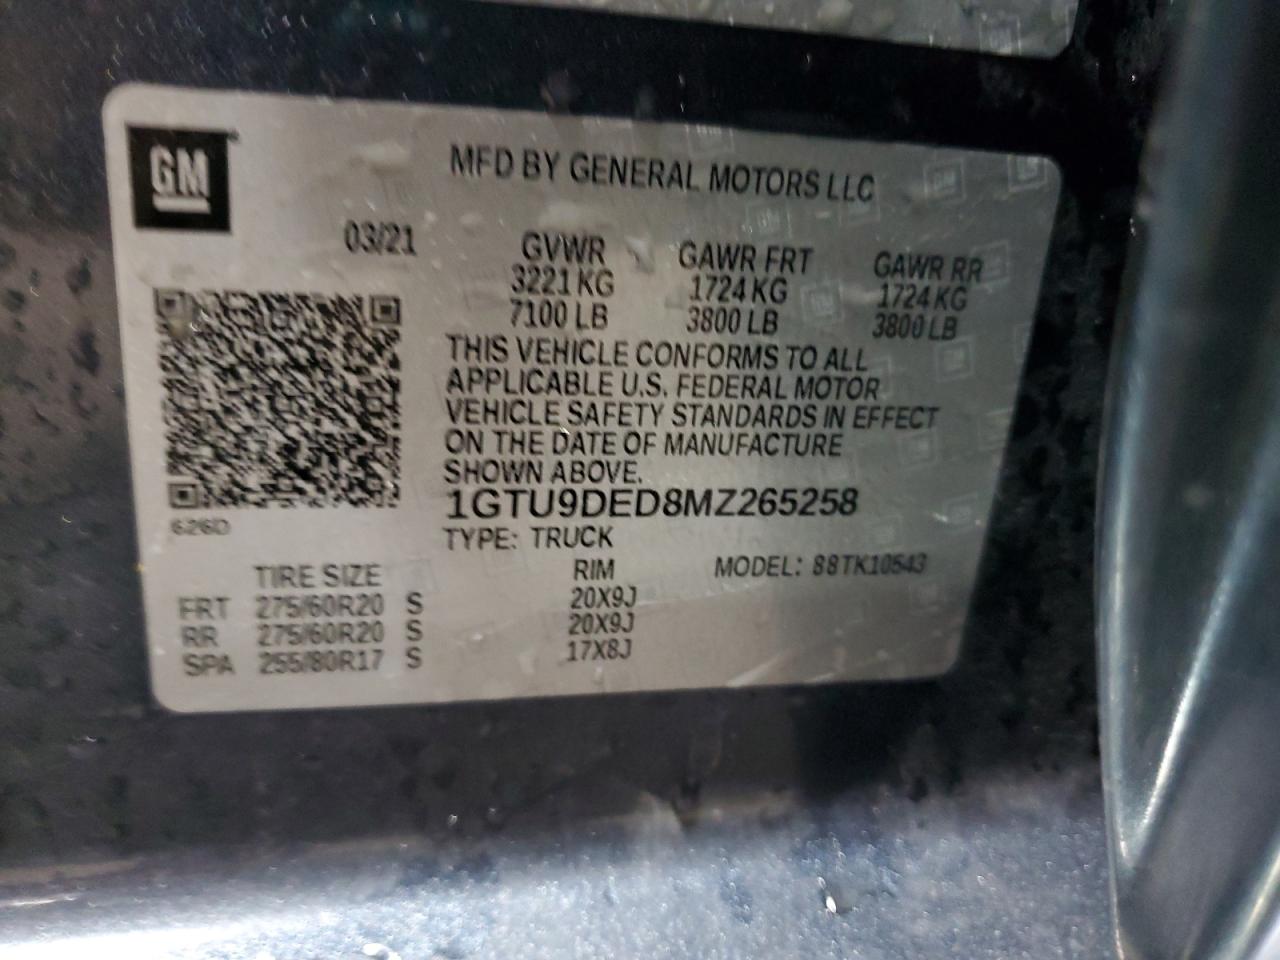 GM
MFD BY GENERAL MOTORS LLC
03/21
GVWR GAWR FRT GAWR RR
3221 KG 1724 KG 1724 KG
7100 LB 3800 LB 3800 LB
THIS VEHICLE CONFORMS TO ALL
APPLICABLE U.S. FEDERAL MOTOR
VEHICLE SAFETY STANDARDS IN EFFECT
ON THE DATE OF MANUFACTURE
SHOWN ABOVE.
1GTU9DED8MZ265258
626D
TYPE: TRUCK
TIRE SIZE RIM MODEL: 88TK10543
FRT 275/60R20 S 20X9J
RR 275/60R20 S 20X9J
SPA 255/80R17 S 17X8J